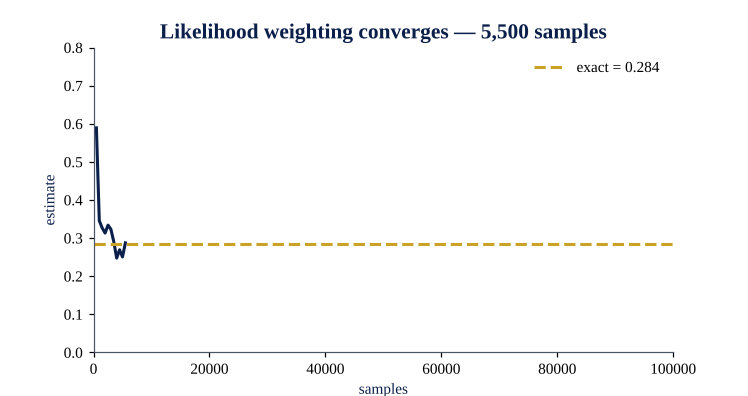 Likelihood weighting converges — 5,500 samples
exact = 0.284
0.8
0.7
0.6
0.5
0.4
0.3
0.2
0.1
0.0
estimate
0 20000 40000 60000 80000 100000
samples